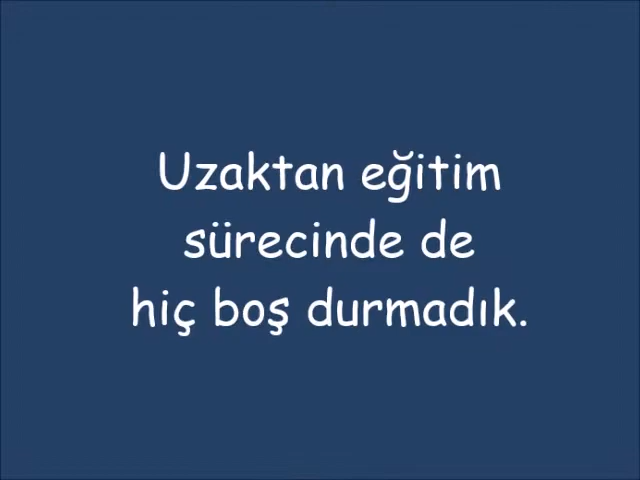 Uzaktan eğitim
sürecinde de
hiç boş durmadık.